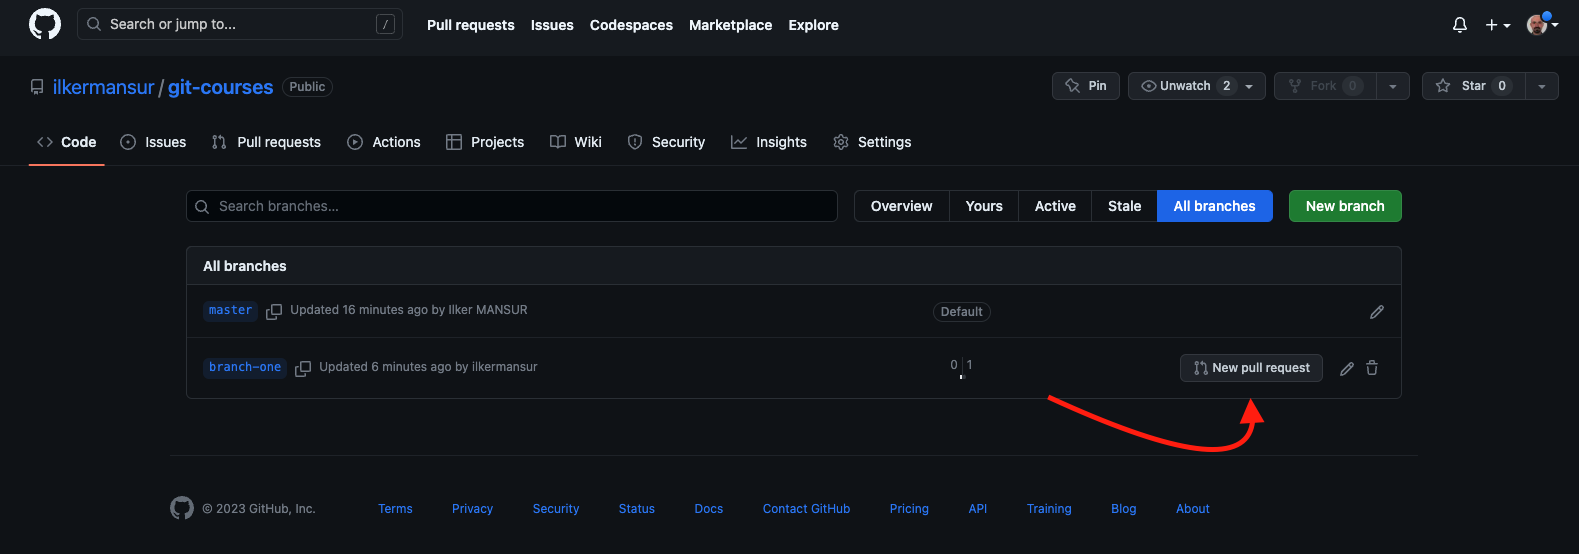 Search or jump to... / Pull requests Issues Codespaces Marketplace Explore
ilkermansur / git-courses Public Pin Unwatch 2 Fork 0 Star 0
Code Issues Pull requests Actions Projects Wiki Insights Security Settings
Search branches... Overview Yours Active Stale All branches New branch
All branches
master Updated 16 minutes ago by Ilker MANSUR Default
branch-one Updated 6 minutes ago by ilkermansur 0 1 New pull request
© 2023 GitHub, Inc. Terms Privacy Security Status Docs Contact GitHub Pricing API Training Blog About